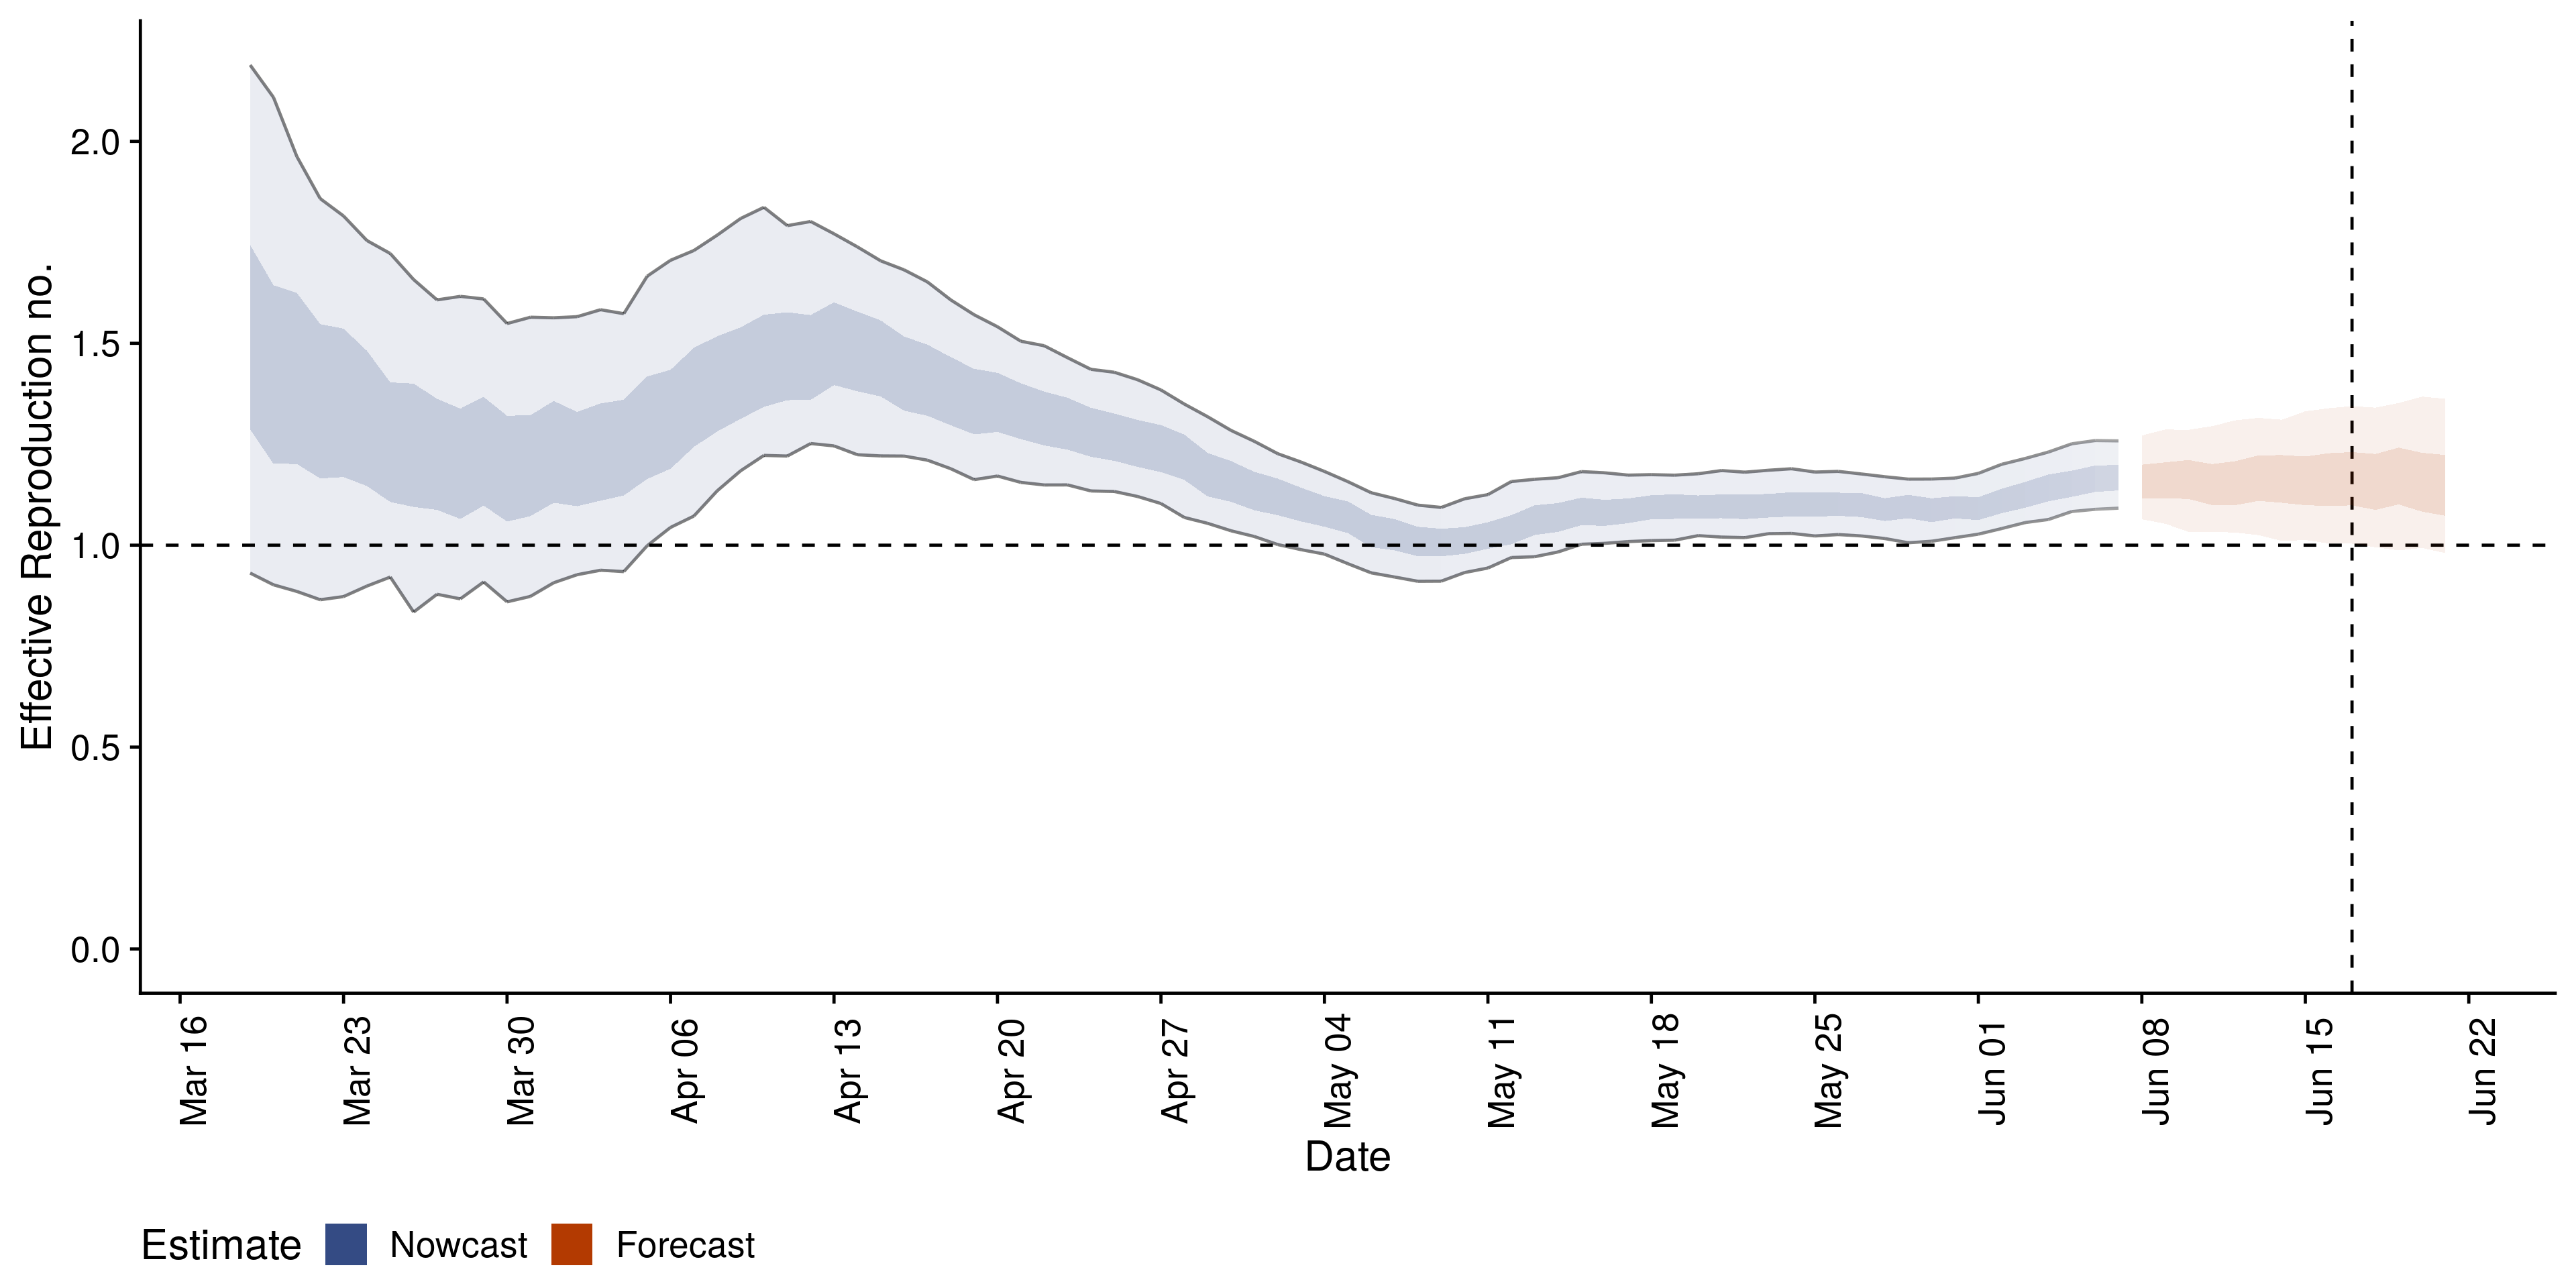 Effective Reproduction no.
2.0
1.5
1.0
0.5
0.0
Mar 16
Mar 23
Mar 30
Apr 06
Apr 13
Apr 20
Apr 27
May 04
May 11
May 18
May 25
Jun 01
Jun 08
Jun 15
Jun 22
Date
Estimate Nowcast Forecast